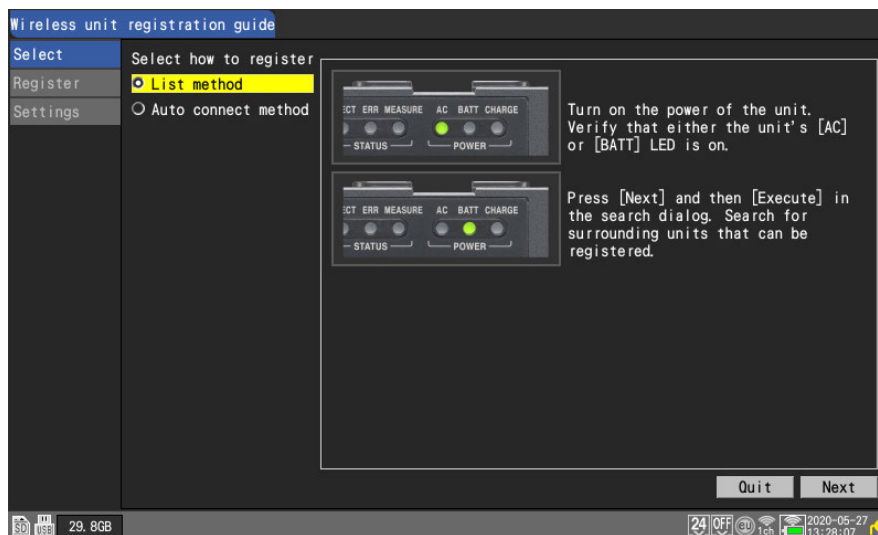 Wireless unit registration guide
Select
Register
Settings
Select how to register
List method
Auto connect method
CT ERR MEASURE AC BATT CHARGE
STATUS POWER
Turn on the power of the unit.
Verify that either the unit's [AC]
or [BATT] LED is on.
ECT ERR MEASURE AC BATT CHARGE
STATUS POWER
Press [Next] and then [Execute] in
the search dialog. Search for
surrounding units that can be
registered.
Quit Next
SD USB 29.8GB 24 OFF eu 1ch 2020-05-27
13:28:07